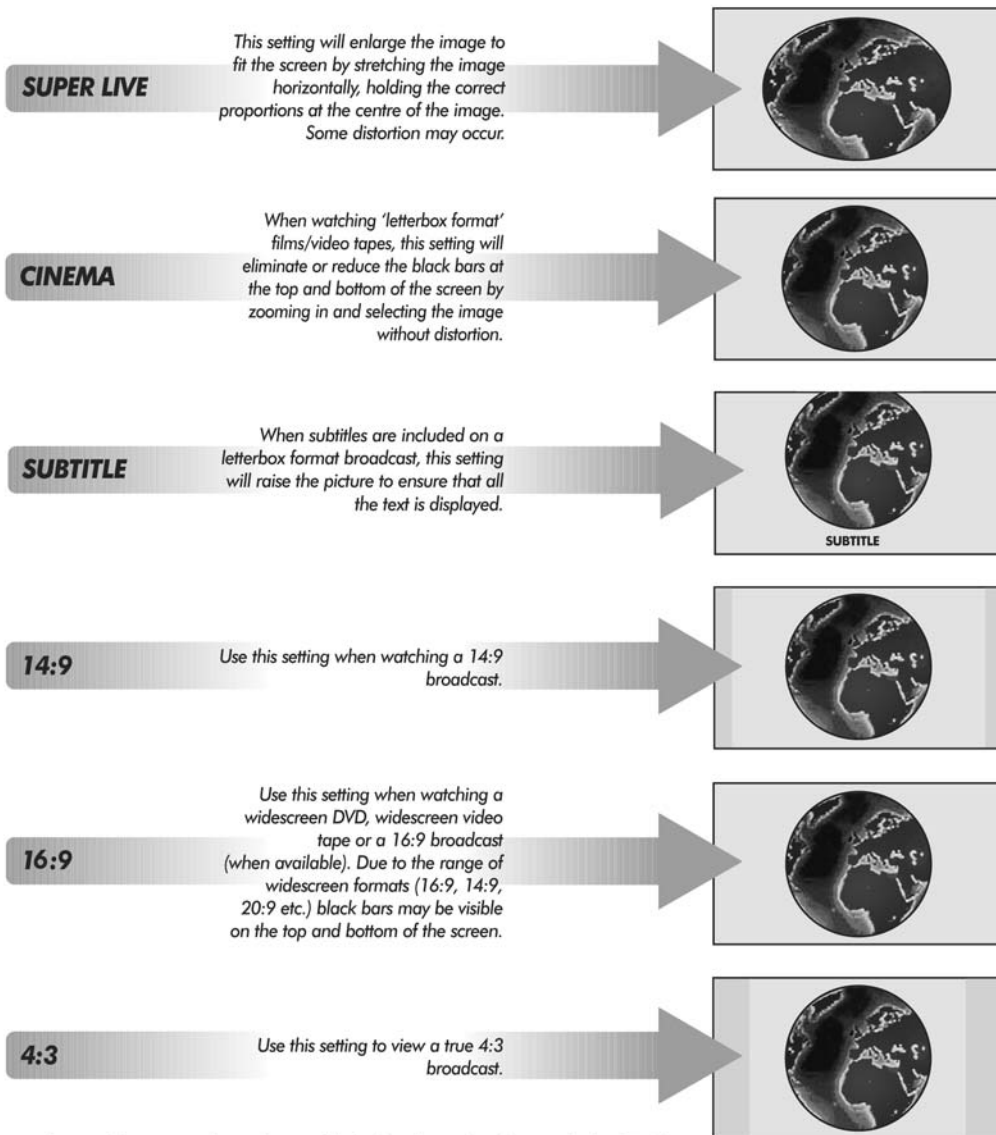 SUPER LIVE
This setting will enlarge the image to
fit the screen by stretching the image
horizontally, holding the correct
proportions at the centre of the image.
Some distortion may occur.
CINEMA
When watching ‘letterbox format’
films/video tapes, this setting will
eliminate or reduce the black bars at
the top and bottom of the screen by
zooming in and selecting the image
without distortion.
SUBTITLE
When subtitles are included on a
letterbox format broadcast, this setting
will raise the picture to ensure that all
the text is displayed.
SUBTITLE
14:9
Use this setting when watching a 14:9
broadcast.
16:9
Use this setting when watching a
widescreen DVD, widescreen video
tape or a 16:9 broadcast
(when available). Due to the range of
widescreen formats (16:9, 14:9,
20:9 etc.) black bars may be visible
on the top and bottom of the screen.
4:3
Use this setting to view a true 4:3
broadcast.